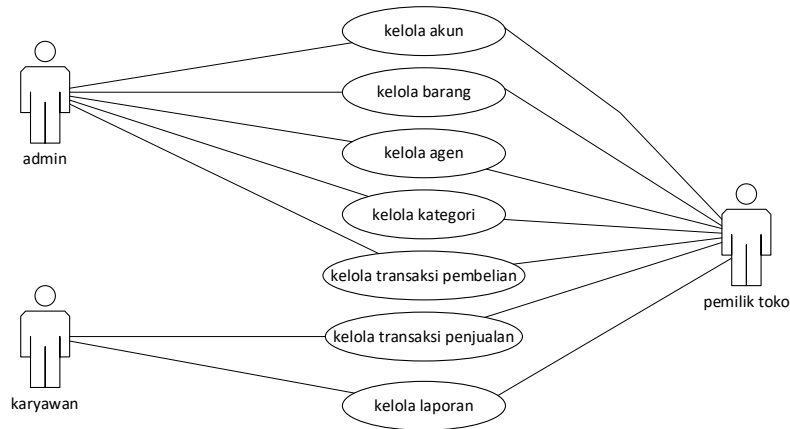 kelola akun
kelola barang
admin
kelola agen
kelola kategori
kelola transaksi pembelian
pemilik toko
kelola transaksi penjualan
karyawan
kelola laporan